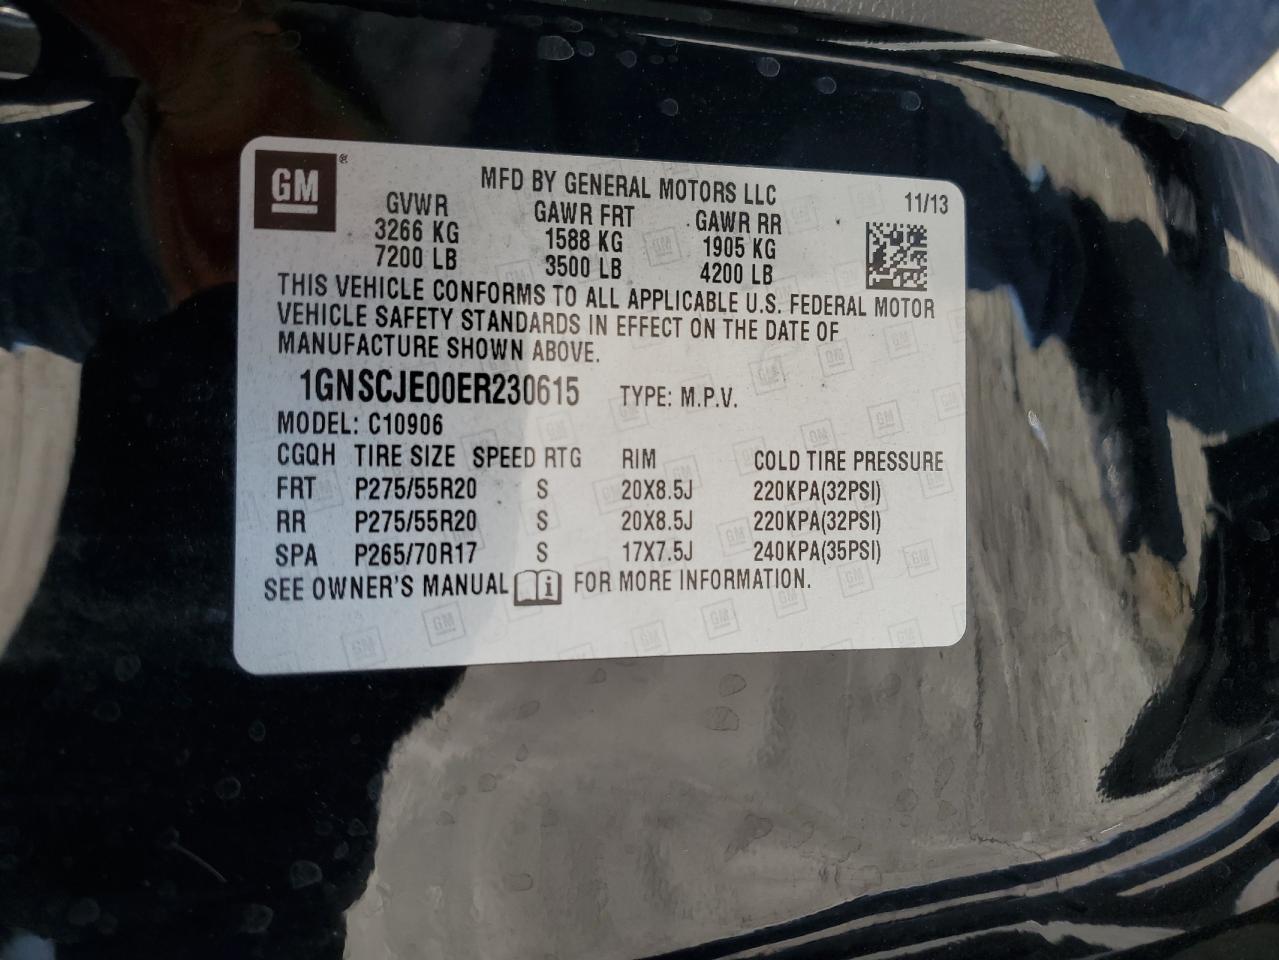 GM ®
MFD BY GENERAL MOTORS LLC 11/13
GVWR GAWR FRT GAWR RR
3266 KG 1588 KG 1905 KG
7200 LB 3500 LB 4200 LB
THIS VEHICLE CONFORMS TO ALL APPLICABLE U.S. FEDERAL MOTOR
VEHICLE SAFETY STANDARDS IN EFFECT ON THE DATE OF
MANUFACTURE SHOWN ABOVE.
1GNSCJE00ER230615 TYPE: M.P.V.
MODEL: C10906
CGQH TIRE SIZE SPEED RTG RIM COLD TIRE PRESSURE
FRT P275/55R20 S 20X8.5J 220KPA(32PSI)
RR P275/55R20 S 20X8.5J 220KPA(32PSI)
SPA P265/70R17 S 17X7.5J 240KPA(35PSI)
SEE OWNER'S MANUAL i FOR MORE INFORMATION.